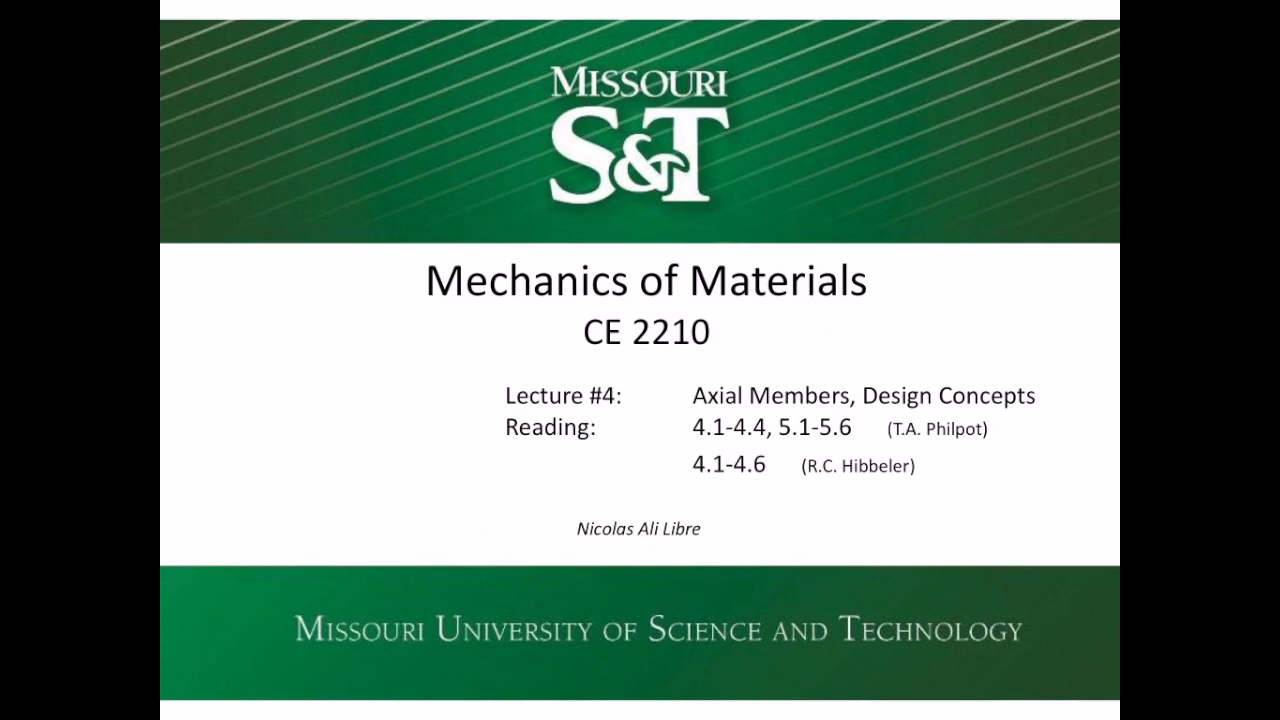 MISSOURI
S&T
Mechanics of Materials
CE 2210
Lecture #4: Axial Members, Design Concepts
Reading: 4.1-4.4, 5.1-5.6 (T.A. Philpot)
4.1-4.6 (R.C. Hibbeler)
Nicolas Ali Libre
MISSOURI UNIVERSITY OF SCIENCE AND TECHNOLOGY